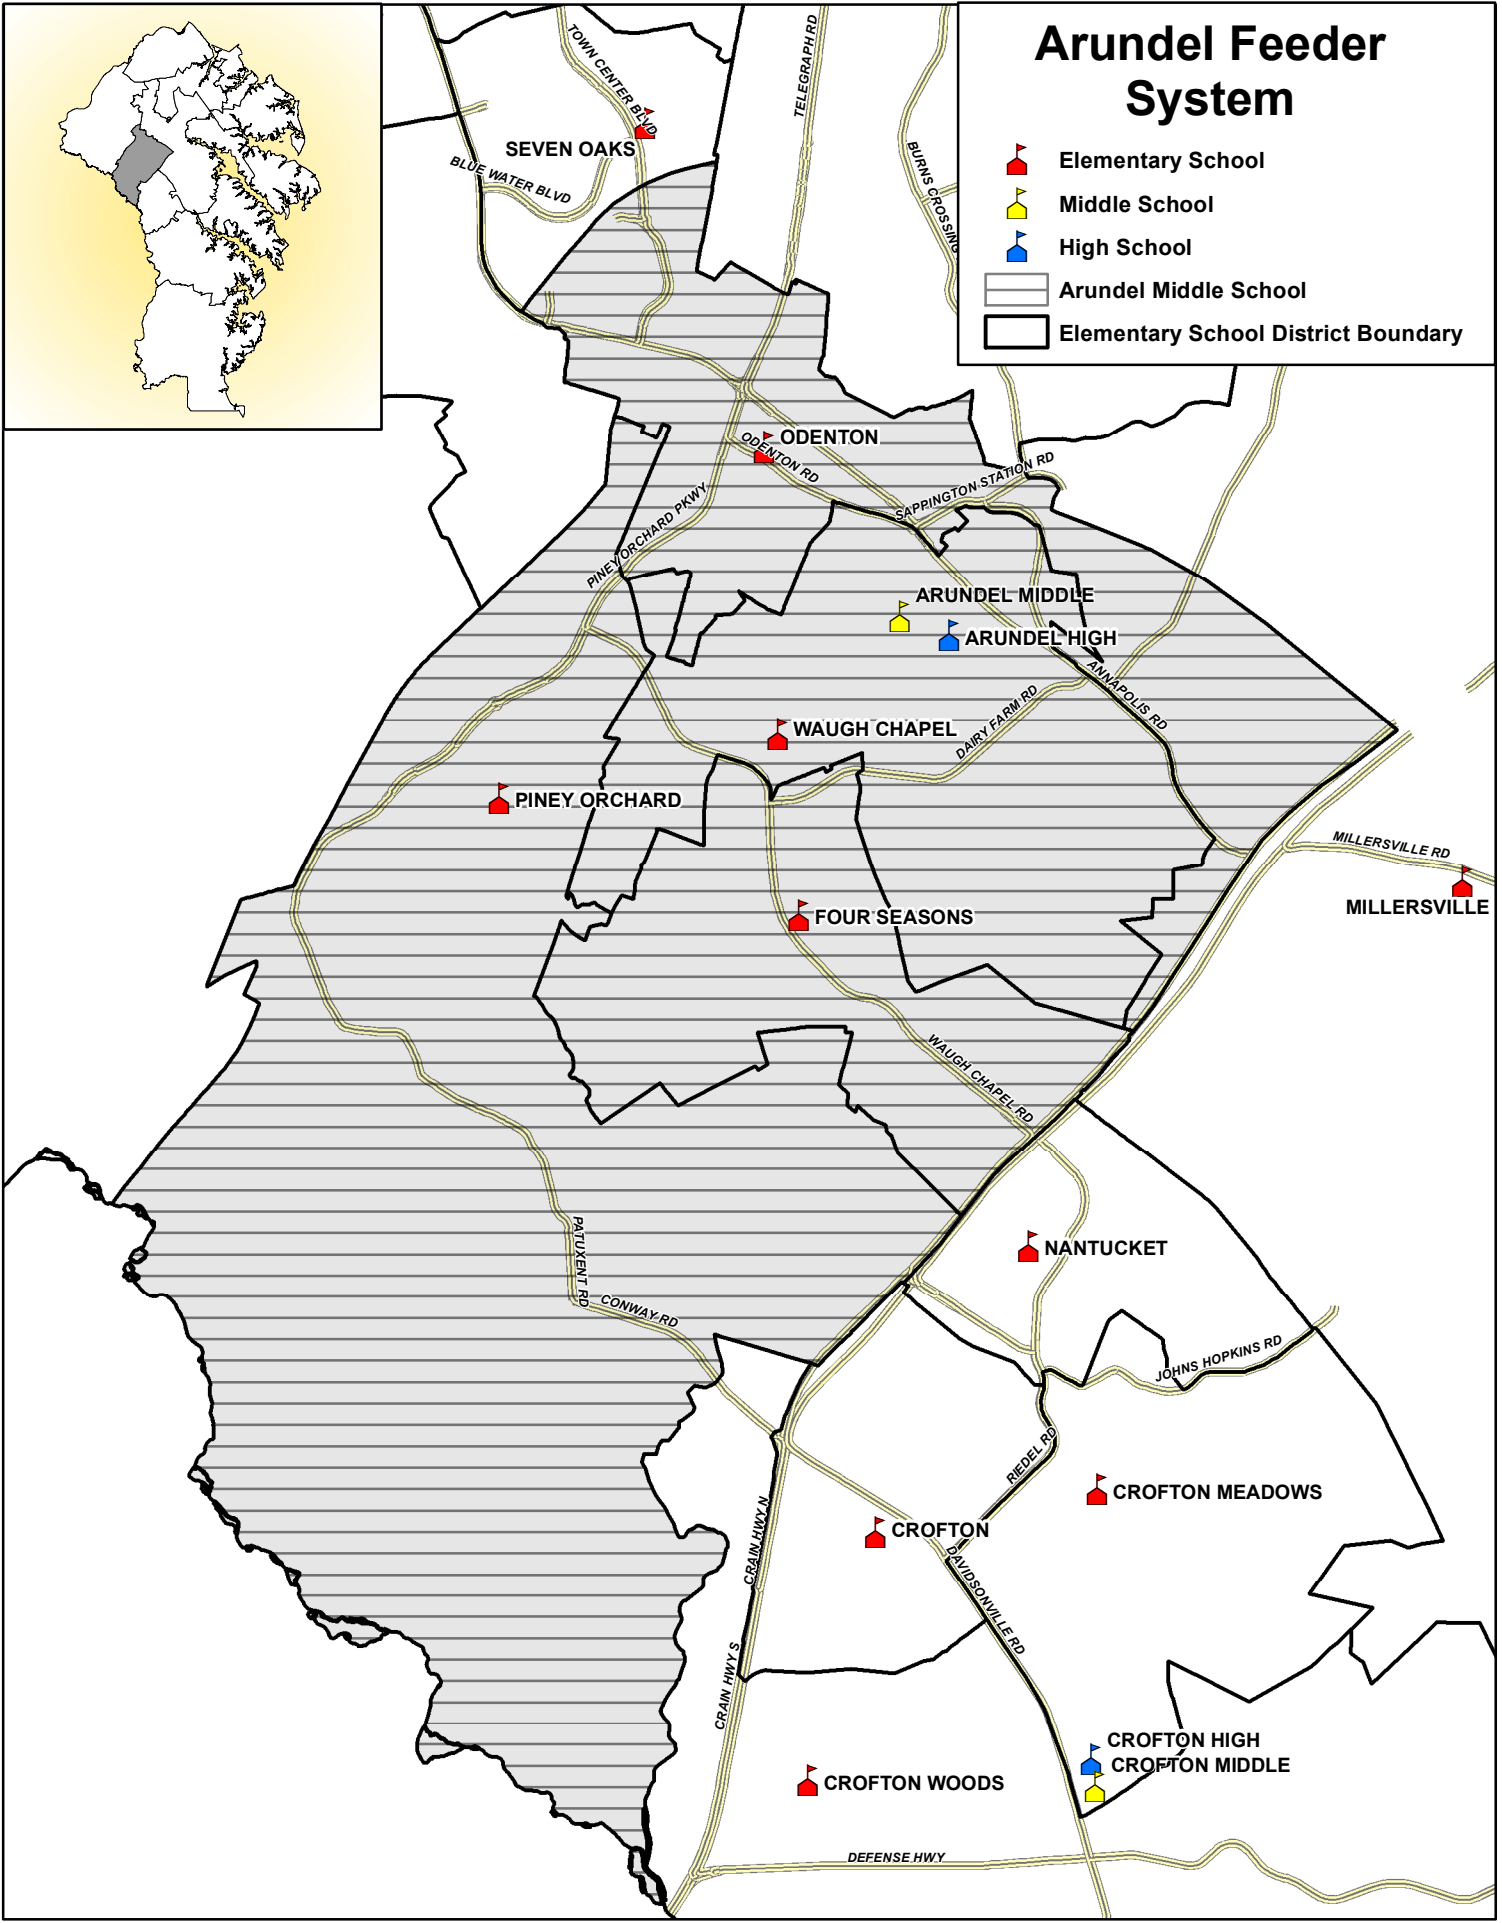 Arundel Feeder
System
Elementary School
Middle School
High School
Arundel Middle School
Elementary School District Boundary
TOWN CENTER BLVD
TELEGRAPH RD
SEVEN OAKS
BLUE WATER BLVD
BURNS CROSSING
ODENTON
ODENTON RD
SAPPINGTON STATION RD
PINEY ORCHARD PKWY
ARUNDEL MIDDLE
ARUNDEL HIGH
ANNAPOLIS RD
WAUGH CHAPEL
DAIRY FARM RD
PINEY ORCHARD
MILLERSVILLE RD
MILLERSVILLE
FOUR SEASONS
WAUGH CHAPEL RD
NANTUCKET
PATUXENT RD
CONWAY RD
JOHNS HOPKINS RD
RIEDEL RD
CROFTON MEADOWS
CRAIN HWY N
CROFTON
DAVIDSONVILLE RD
CRAIN HWY S
CROFTON HIGH
CROFTON MIDDLE
CROFTON WOODS
DEFENSE HWY